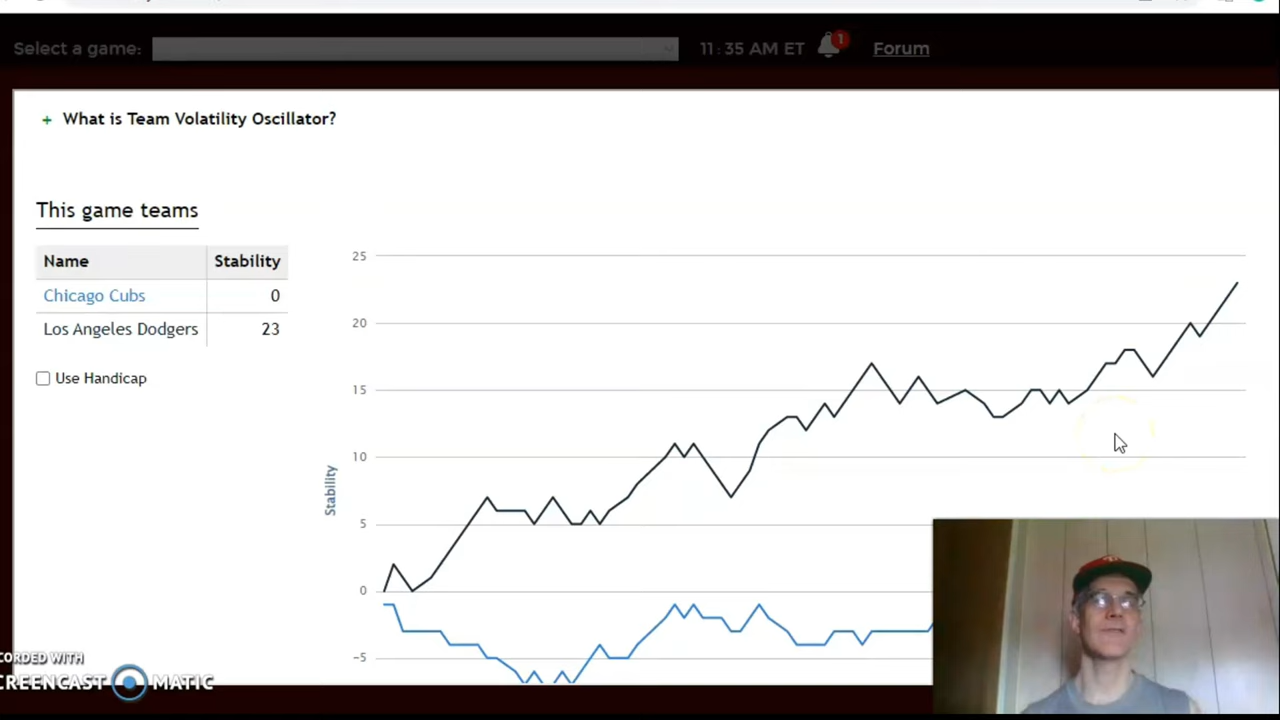 Select a game:
11:35 AM ET
1
Forum
+ What is Team Volatility Oscillator?
This game teams
Name Stability
Chicago Cubs 0
Los Angeles Dodgers 23
Use Handicap
25
20
15
10
5
0
−5
Stability
CORDED WITH
CREENCAST MATIC